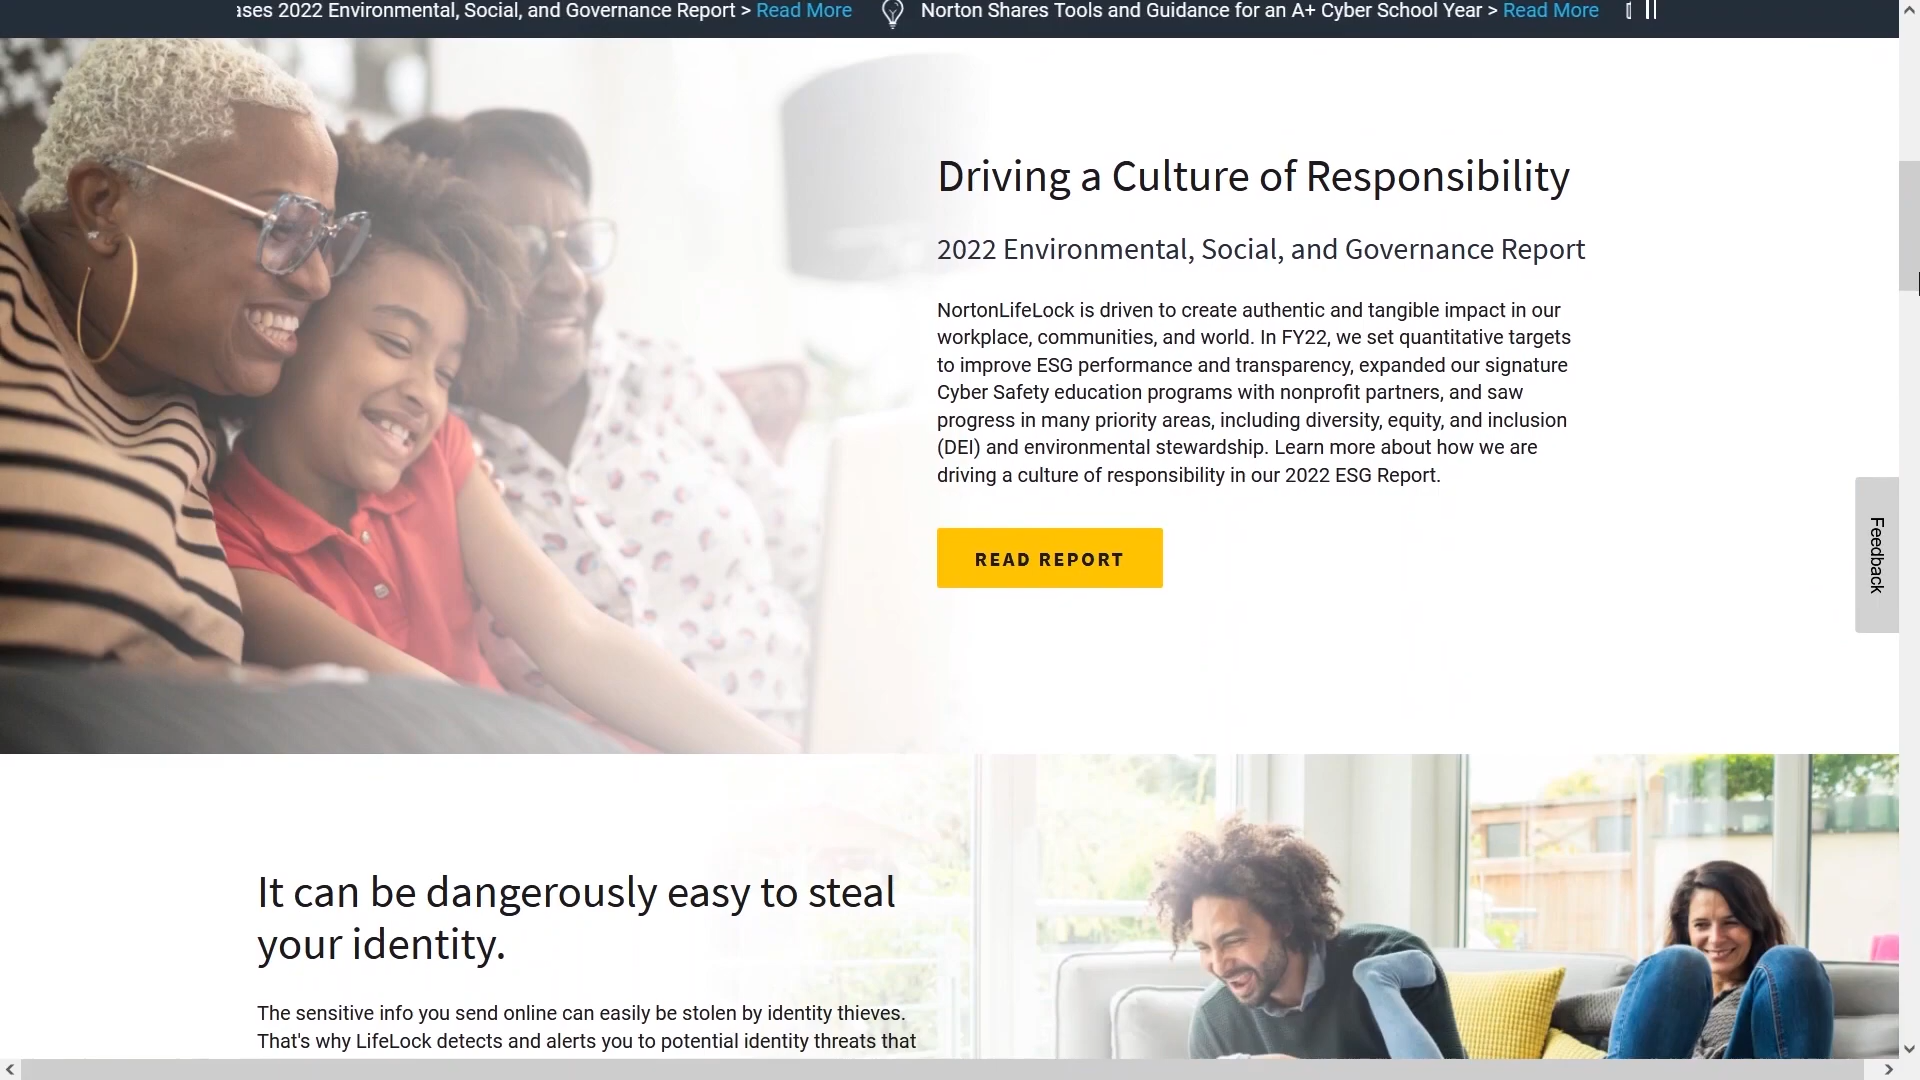 2022 Environmental, Social, and Governance Report > Read More Norton Shares Tools and Guidance for an A+ Cyber School Year > Read More
Driving a Culture of Responsibility
2022 Environmental, Social, and Governance Report
NortonLifeLock is driven to create authentic and tangible impact in our
workplace, communities, and world. In FY22, we set quantitative targets
to improve ESG performance and transparency, expanded our signature
Cyber Safety education programs with nonprofit partners, and saw
progress in many priority areas, including diversity, equity, and inclusion
(DEI) and environmental stewardship. Learn more about how we are
driving a culture of responsibility in our 2022 ESG Report.
READ REPORT
Feedback
It can be dangerously easy to steal
your identity.
The sensitive info you send online can easily be stolen by identity thieves.
That's why LifeLock detects and alerts you to potential identity threats that